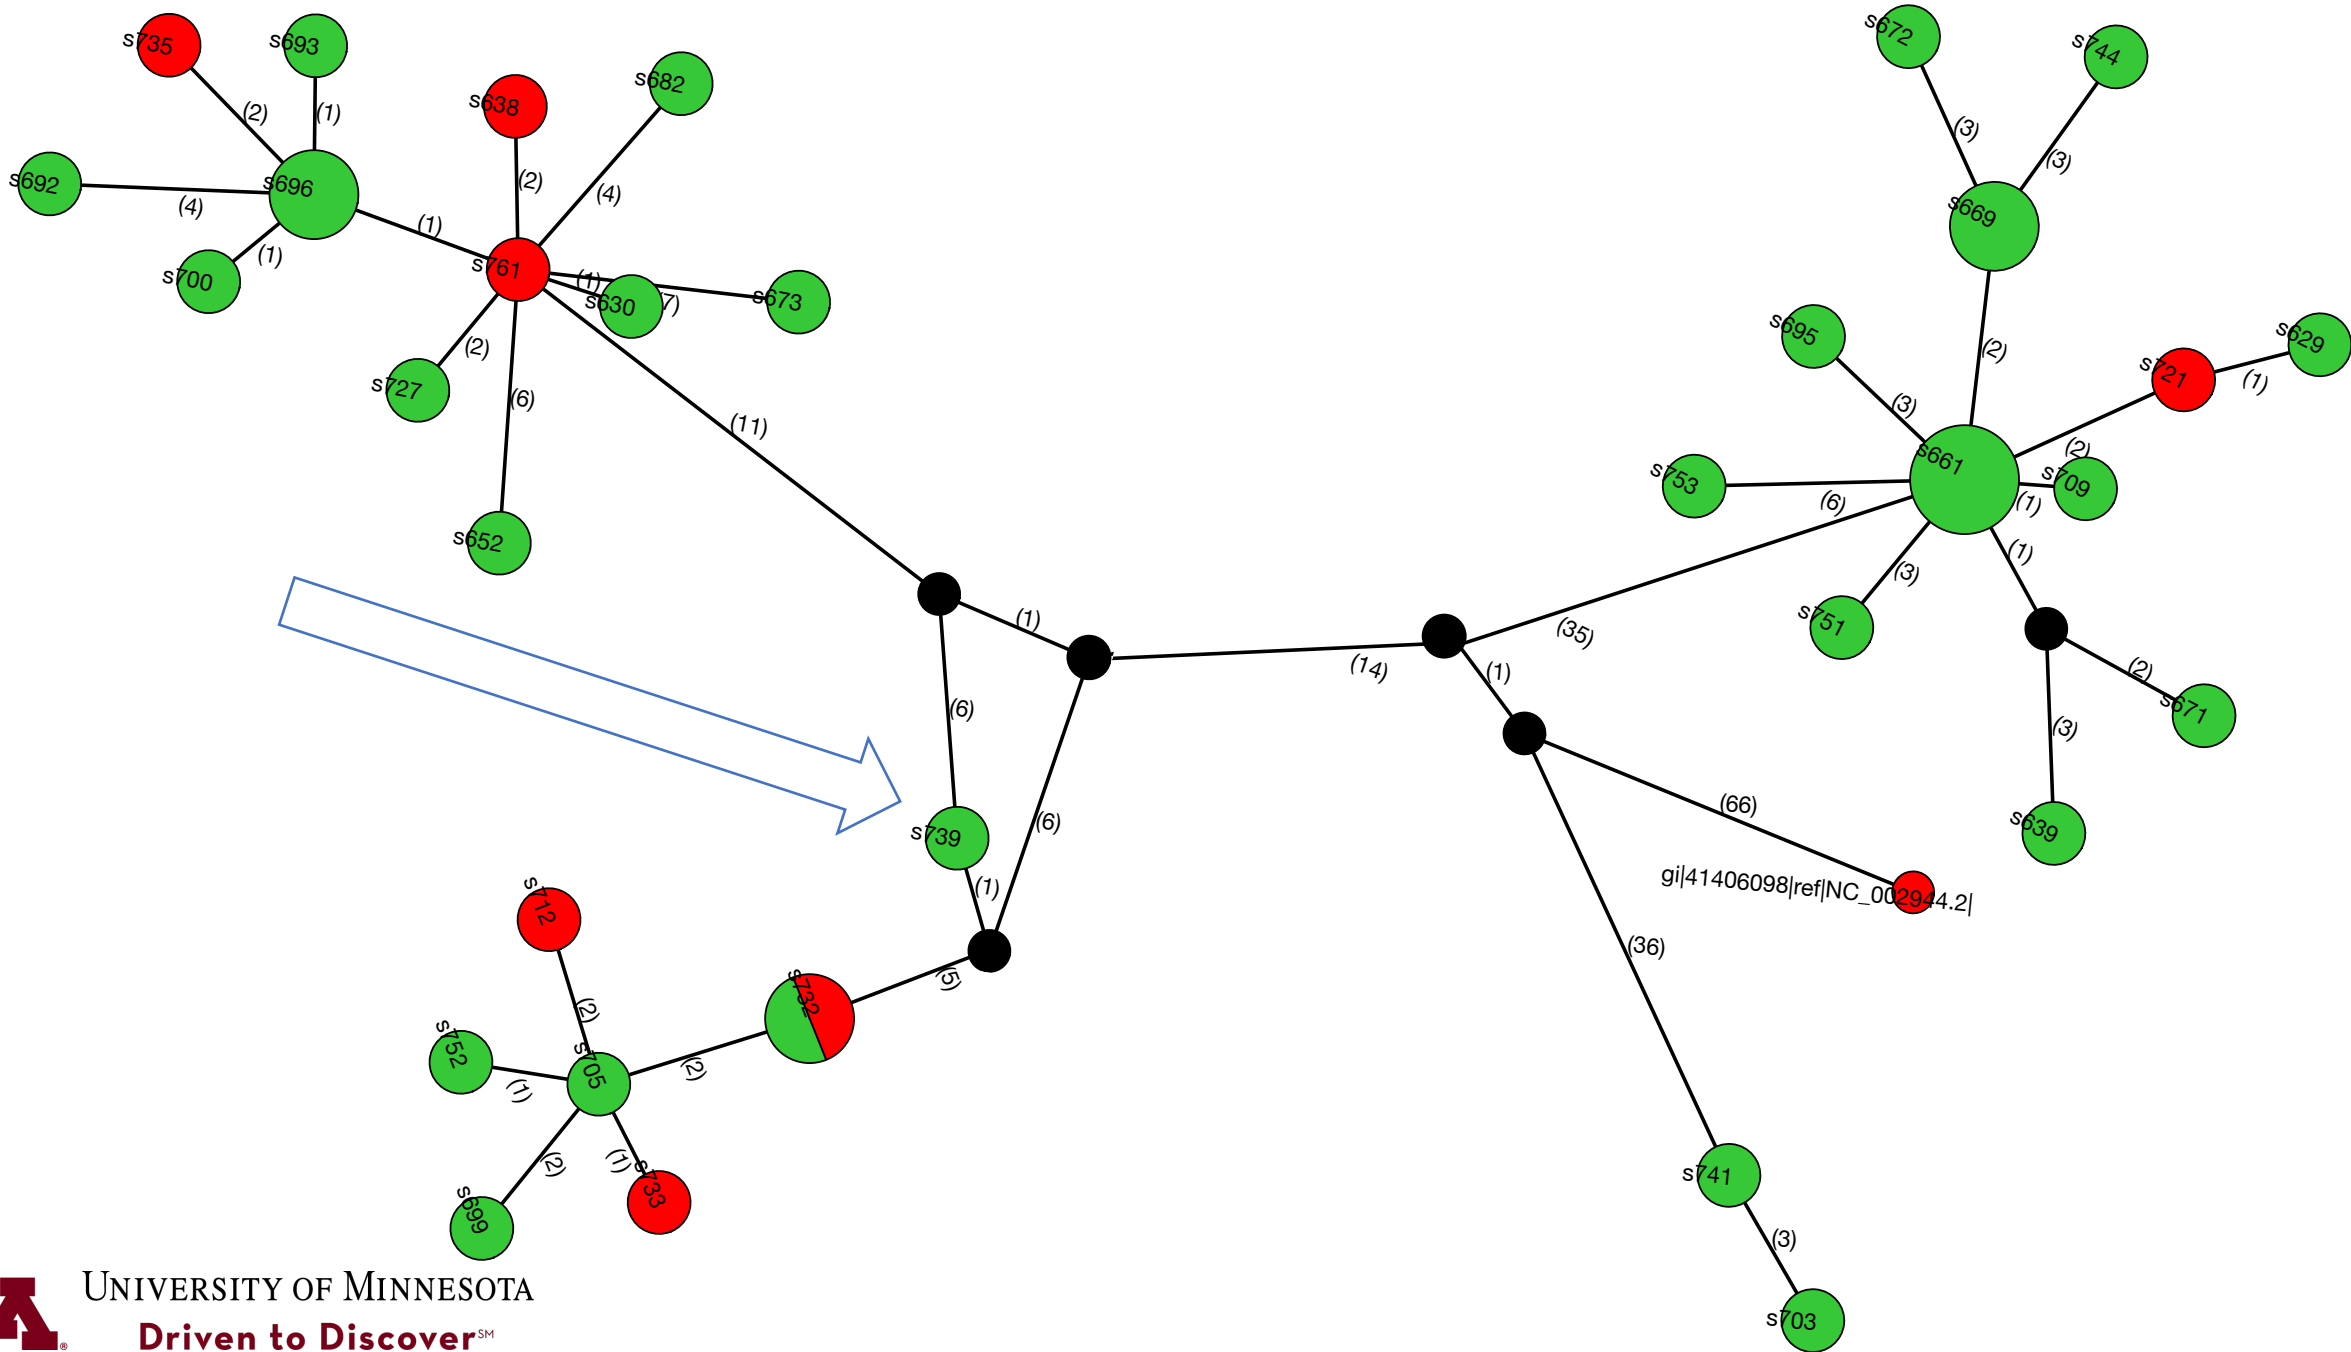 s735
s693
s672
s744
s638
s682
(2)
(1)
(3)
(3)
s692
s696
(2)
(4)
(4)
s669
(1)
(1)
s700
s761
(1)
s630
(7)
s673
s695
(2)
s629
s727
(2)
s721
(1)
(6)
(3)
(11)
s661
(2)
s753
s709
(6)
(1)
s652
(1)
(3)
(1)
s751
(35)
(14)
(1)
(2)
s671
(6)
(3)
(66)
(6)
s739
s639
(1)
gi|41406098|ref|NC_002944.2|
s712
(36)
(5)
s732
(2)
s752
s705
(2)
(1)
(2)
(1)
s733
s741
s699
(3)
s703
UNIVERSITY OF MINNESOTA
Driven to Discover℠
®